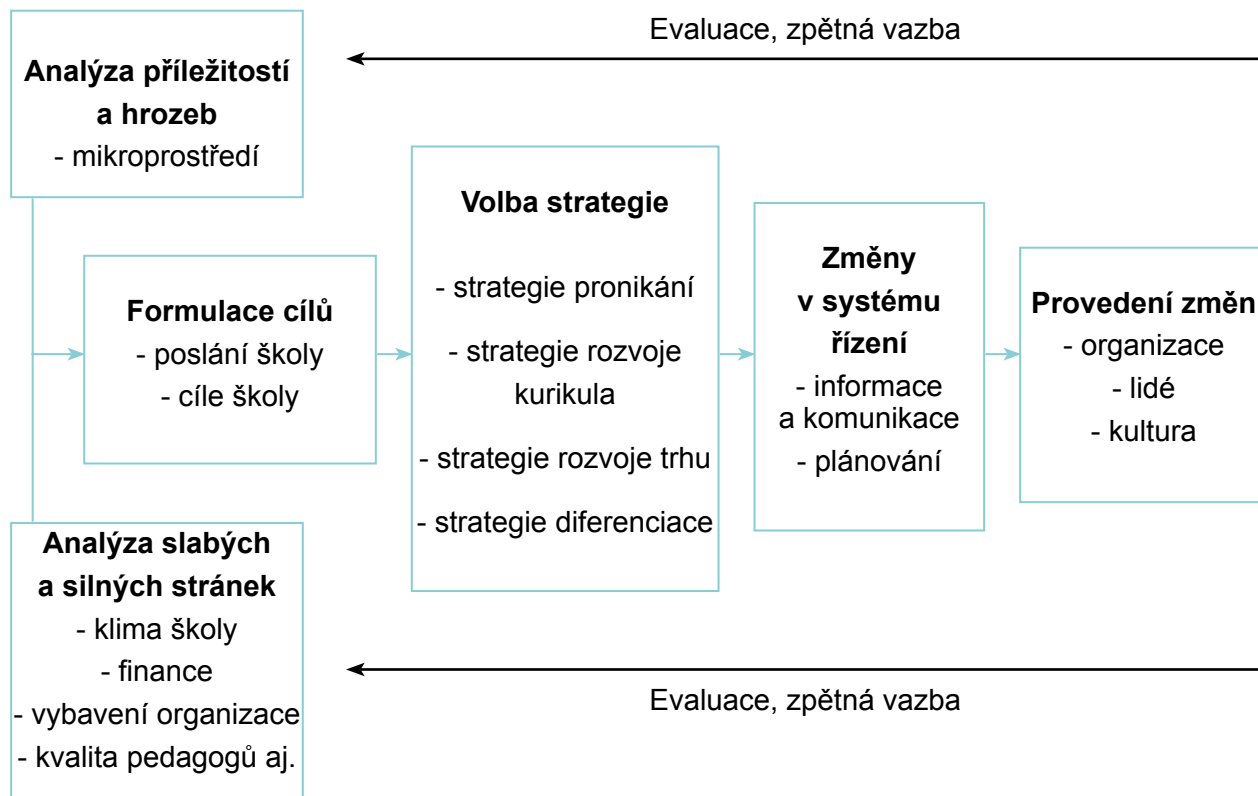 Evaluace, zpětná vazba
Analýza příležitostí
a hrozeb
- mikroprostředí
Formulace cílů
- poslání školy
- cíle školy
Analýza slabých
a silných stránek
- klima školy
- finance
- vybavení organizace
- kvalita pedagogů aj.
Volba strategie
- strategie pronikání
- strategie rozvoje
kurikula
- strategie rozvoje trhu
- strategie diferenciace
Změny
v systému
řízení
- informace
a komunikace
- plánování
Provedení změn
- organizace
- lidé
- kultura
Evaluace, zpětná vazba